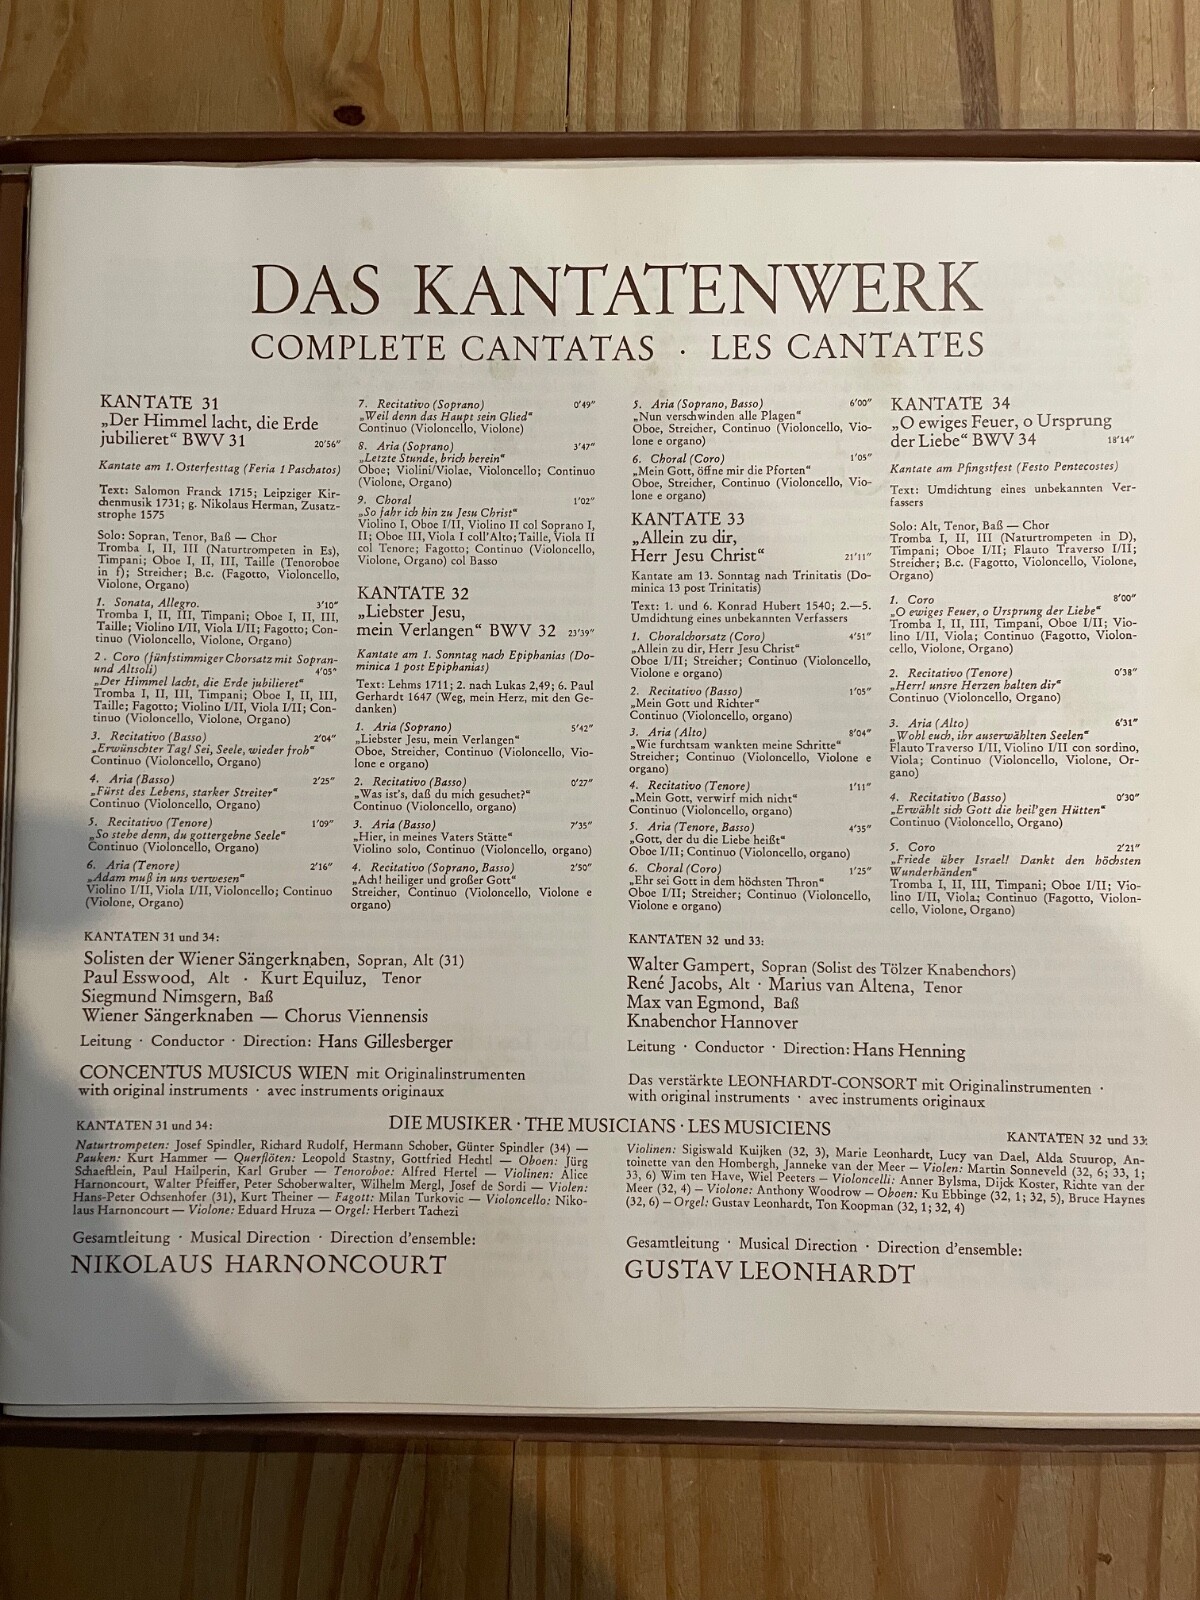 DAS KANTATENWERK
COMPLETE CANTATAS · LES CANTATES
KANTATE 31
„Der Himmel lacht, die Erde
jubilieret“ BWV 31 20′56″
Kantate am 1. Osterfesttag (Feria 1 Paschatos)
Text: Salomon Franck 1715; Leipziger Kir-
chenmusik 1731; g. Nikolaus Herman, Zusatz-
strophe 1575
Solo: Sopran, Tenor, Baß — Chor
Tromba I, II, III (Naturtrompeten in Es),
Timpani; Oboe I, II, III, Taille (Tenoroboe
in f); Streicher; B.c. (Fagotto, Violoncello,
Violone, Organo)
1. Sonata, Allegro. 3′10″
Tromba I, II, III, Timpani; Oboe I, II, III,
Taille; Violino I/II, Viola I/II; Fagotto; Con-
tinuo (Violoncello, Violone, Organo)
2. Coro (fünfstimmiger Chorsatz mit Sopran-
und Altsoli) 4′05″
„Der Himmel lacht, die Erde jubilieret“
Tromba I, II, III, Timpani; Oboe I, II, III,
Taille; Fagotto; Violino I/II, Viola I/II; Con-
tinuo (Violoncello, Violone, Organo)
3. Recitativo (Basso) 2′04″
„Erwünschter Tag! Sei, Seele, wieder froh“
Continuo (Violoncello, Organo)
4. Aria (Basso) 2′25″
„Fürst des Lebens, starker Streiter“
Continuo (Violoncello, Organo)
5. Recitativo (Tenore) 1′09″
„So stehe denn, du gottergebne Seele“
Continuo (Violoncello, Organo)
6. Aria (Tenore) 2′16″
„Adam muß in uns verwesen“
Violino I/II, Viola I/II, Violoncello; Continuo
(Violone, Organo)
7. Recitativo (Soprano) 0′49″
„Weil denn das Haupt sein Glied“
Continuo (Violone, Violone)
8. Aria (Soprano) 3′47″
„Letzte Stunde, brich herein“
Oboe; Violini/Violae, Violoncello; Continuo
(Violone, Organo)
9. Choral 1′02″
„So fahr ich hin zu Jesu Christ“
Violino I, Oboe I/II, Violino II col Soprano I,
II; Oboe III, Viola I coll’Alto; Taille, Viola II
col Tenore; Fagotto; Continuo (Violoncello,
Violone, Organo) col Basso
KANTATE 32
„Liebster Jesu,
mein Verlangen“ BWV 32 23′39″
Kantate am 1. Sonntag nach Epiphanias (Do-
minica 1 post Epiphanias)
Text: Lehms 1711; 2. nach Lukas 2,49; 6. Paul
Gerhardt 1647 (Weg, mein Herz, mit den Ge-
danken)
1. Aria (Soprano) 5′42″
„Liebster Jesu, mein Verlangen“
Oboe, Streicher, Continuo (Violoncello, Vio-
lone e organo)
2. Recitativo (Basso) 0′27″
„Was ist’s, daß du mich gesuchet?“
Continuo (Violoncello, organo)
3. Aria (Basso) 7′35″
„Hier, in meines Vaters Stätte“
Violino solo, Continuo (Violoncello, organo)
4. Recitativo (Soprano, Basso) 2′50″
„Ach! heiliger und großer Gott“
Streicher, Continuo (Violoncello, Violone e
organo)
5. Aria (Soprano, Basso) 6′00″
„Nun verschwinden alle Plagen“
Oboe, Streicher, Continuo (Violoncello, Vio-
lone e organo)
6. Choral (Coro) 1′05″
„Mein Gott, öffne mir die Pforten“
Oboe, Streicher, Continuo (Violoncello, Vio-
lone e organo)
KANTATE 33
„Allein zu dir,
Herr Jesu Christ“ 21′11″
Kantate am 13. Sonntag nach Trinitatis (Do-
minica 13 post Trinitatis)
Text: 1. und 6. Konrad Hubert 1540; 2.—5.
Umdichtung eines unbekannten Verfassers
1. Choralchorsatz (Coro) 4′51″
„Allein zu dir, Herr Jesu Christ“
Oboe I/II; Streicher; Continuo (Violoncello,
Violone e organo)
2. Recitativo (Basso) 1′05″
„Mein Gott und Richter“
Continuo (Violoncello, organo)
3. Aria (Alto) 8′04″
„Wie furchtsam wankten meine Schritte“
Streicher; Continuo (Violoncello, Violone e
organo)
4. Recitativo (Tenore) 1′11″
„Mein Gott, verwirf mich nicht“
Continuo (Violoncello, organo)
5. Aria (Tenore, Basso) 4′35″
„Gott, der du die Liebe heißt“
Oboe I/II; Continuo (Violoncello, organo)
6. Choral (Coro) 1′25″
„Ehr sei Gott in dem höchsten Thron“
Oboe I/II; Streicher; Continuo (Violoncello,
Violone e organo)
KANTATE 34
„O ewiges Feuer, o Ursprung
der Liebe“ BWV 34 18′14″
Kantate am Pfingstfest (Festo Pentecostes)
Text: Umdichtung eines unbekannten Ver-
fassers
Solo: Alt, Tenor, Baß — Chor
Tromba I, II, III (Naturtrompeten in D),
Timpani; Oboe I/II; Flauto Traverso I/II;
Streicher; B.c. (Fagotto, Violoncello, Violone,
Organo)
1. Coro 8′00″
„O ewiges Feuer, o Ursprung der Liebe“
Tromba I, II, III, Timpani, Oboe I/II; Vio-
lino I/II, Viola; Continuo (Fagotto, Violon-
cello, Violone, Organo)
2. Recitativo (Tenore) 0′38″
„Herr! unsre Herzen halten dir“
Continuo (Violoncello, Organo)
3. Aria (Alto) 6′31″
„Wohl euch, ihr auserwählten Seelen“
Flauto Traverso I/II, Violino I/II con sordino,
Viola; Continuo (Violoncello, Violone, Or-
gano)
4. Recitativo (Basso) 0′30″
„Erwählt sich Gott die heil’gen Hütten“
Continuo (Violoncello, Organo)
5. Coro 2′21″
„Friede über Israel! Dankt den höchsten
Wunderhänden“
Tromba I, II, III, Timpani; Oboe I/II; Vio-
lino I/II, Viola; Continuo (Fagotto, Violon-
cello, Violone, Organo)
KANTATEN 31 und 34:
Solisten der Wiener Sängerknaben, Sopran, Alt (31)
Paul Esswood, Alt · Kurt Equiluz, Tenor
Siegmund Nimsgern, Baß
Wiener Sängerknaben — Chorus Viennensis
Leitung · Conductor · Direction: Hans Gillesberger
CONCENTUS MUSICUS WIEN mit Originalinstrumenten
with original instruments · avec instruments originaux
KANTATEN 32 und 33:
Walter Gampert, Sopran (Solist des Tölzer Knabenchors)
René Jacobs, Alt · Marius van Altena, Tenor
Max van Egmond, Baß
Knabenchor Hannover
Leitung · Conductor · Direction: Hans Henning
Das verstärkte LEONHARDT-CONSORT mit Originalinstrumenten ·
with original instruments · avec instruments originaux
DIE MUSIKER · THE MUSICIANS · LES MUSICIENS
KANTATEN 31 und 34:
Naturtrompeten: Josef Spindler, Richard Rudolf, Hermann Schober, Günter Spindler (34) —
Pauken: Kurt Hammer — Querflöten: Leopold Stastny, Gottfried Hechtl — Oboen: Jürg
Schaeftlein, Paul Hailperin, Karl Gruber — Tenoroboe: Alfred Hertel — Violinen: Alice
Harnoncourt, Walter Pfeiffer, Peter Schoberwalter, Wilhelm Mergl, Josef de Sordi — Violen:
Hans-Peter Ochsenhofer (31), Kurt Theiner — Fagott: Milan Turkovic — Violoncello: Niko-
laus Harnoncourt — Violone: Eduard Hruza — Orgel: Herbert Tachezi
Gesamtleitung · Musical Direction · Direction d’ensemble:
NIKOLAUS HARNONCOURT
KANTATEN 32 und 33:
Violinen: Sigiswald Kuijken (32, 3), Marie Leonhardt, Lucy van Dael, Alda Stuurop, An-
toinette van den Hombergh, Janneke van der Meer — Violen: Martin Sonneveld (32, 6; 33, 1;
33, 6) Wim ten Have, Wiel Peeters — Violoncelli: Anner Bylsma, Dijck Koster, Richte van der
Meer (32, 4) — Violone: Anthony Woodrow — Oboen: Ku Ebbinge (32, 1; 32, 5), Bruce Haynes
(32, 6) — Orgel: Gustav Leonhardt, Ton Koopman (32, 1; 32, 4)
Gesamtleitung · Musical Direction · Direction d’ensemble:
GUSTAV LEONHARDT